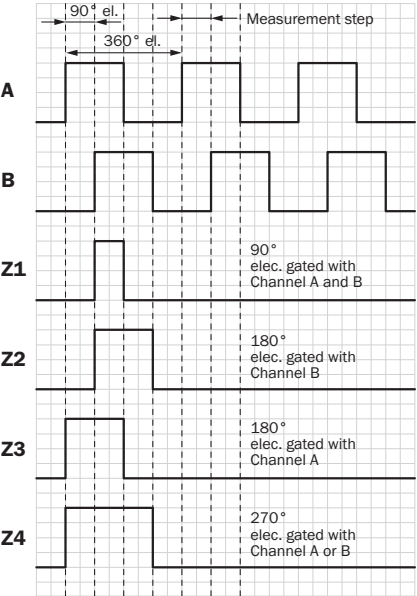 90° el.
Measurement step
360° el.
A
B
Z1
90°
elec. gated with
Channel A and B
Z2
180°
elec. gated with
Channel B
Z3
180°
elec. gated with
Channel A
Z4
270°
elec. gated with
Channel A or B